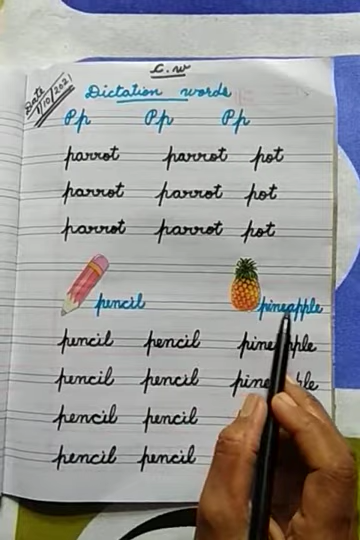 C.W
Date 1/10/2021
Dictation words
Pp Pp Pp
parrot parrot pot
parrot parrot pot
parrot parrot pot
pencil pineapple
pencil pencil pineapple
pencil pencil
pencil pencil
pencil pencil